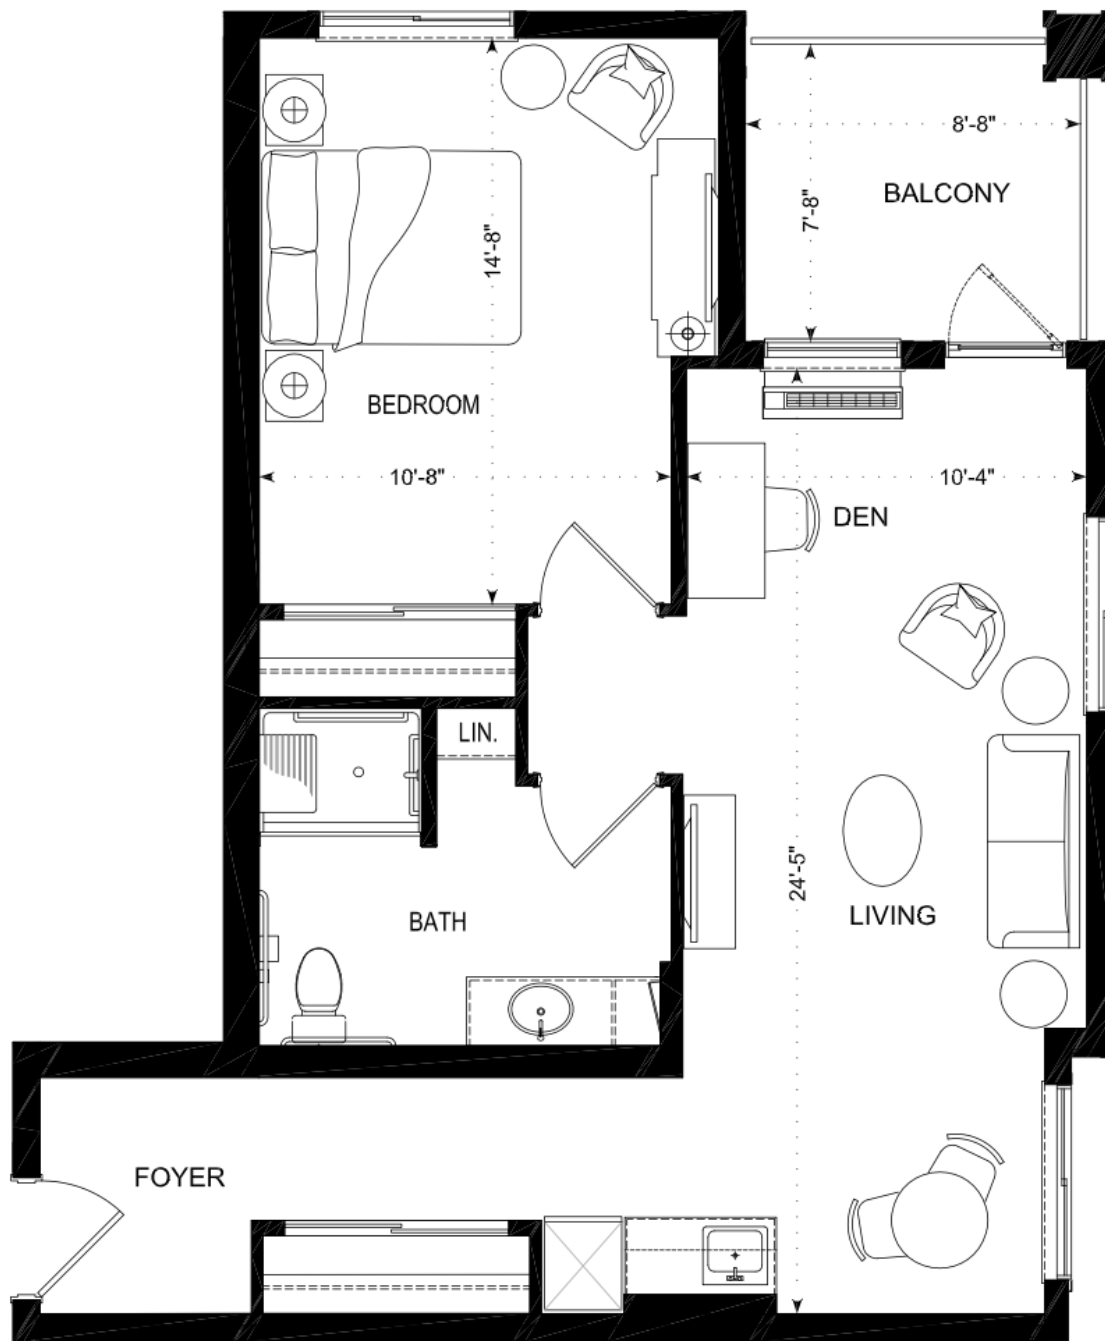 8'-8"
BALCONY
7'-8"
14'-8"
BEDROOM
10'-8"
10'-4"
DEN
LIN.
24'-5"
LIVING
BATH
FOYER